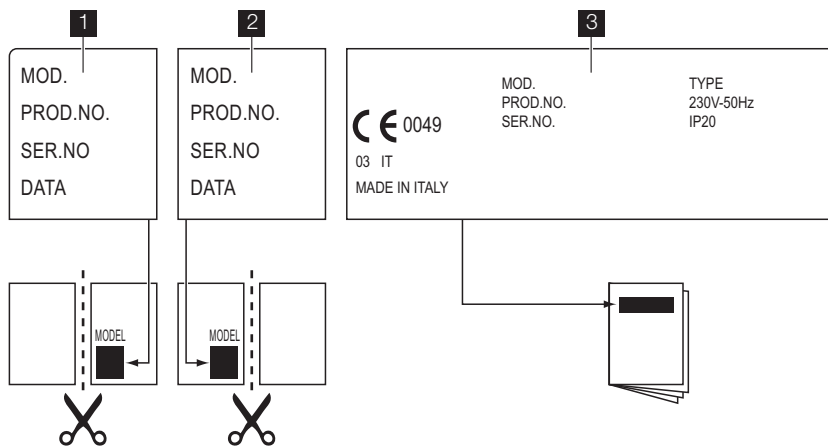 1
MOD.
PROD.NO.
SER.NO
DATA
2
MOD.
PROD.NO.
SER.NO
DATA
3
MOD.
PROD.NO.
SER.NO.
TYPE
230V-50Hz
IP20
CE 0049
03 IT
MADE IN ITALY
MODEL
MODEL